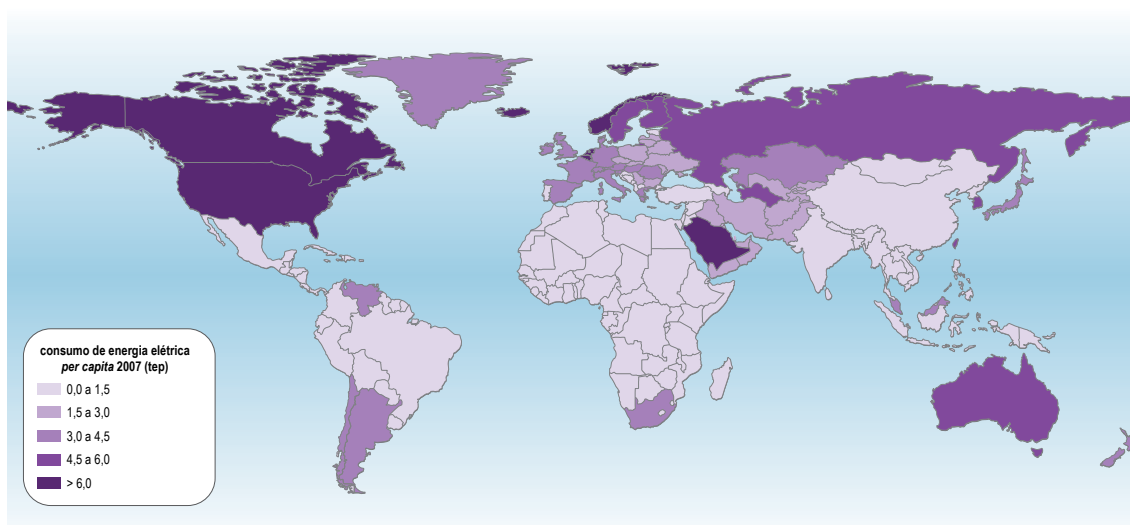 consumo de energia elétrica
per capita 2007 (tep)
0,0 a 1,5
1,5 a 3,0
3,0 a 4,5
4,5 a 6,0
> 6,0